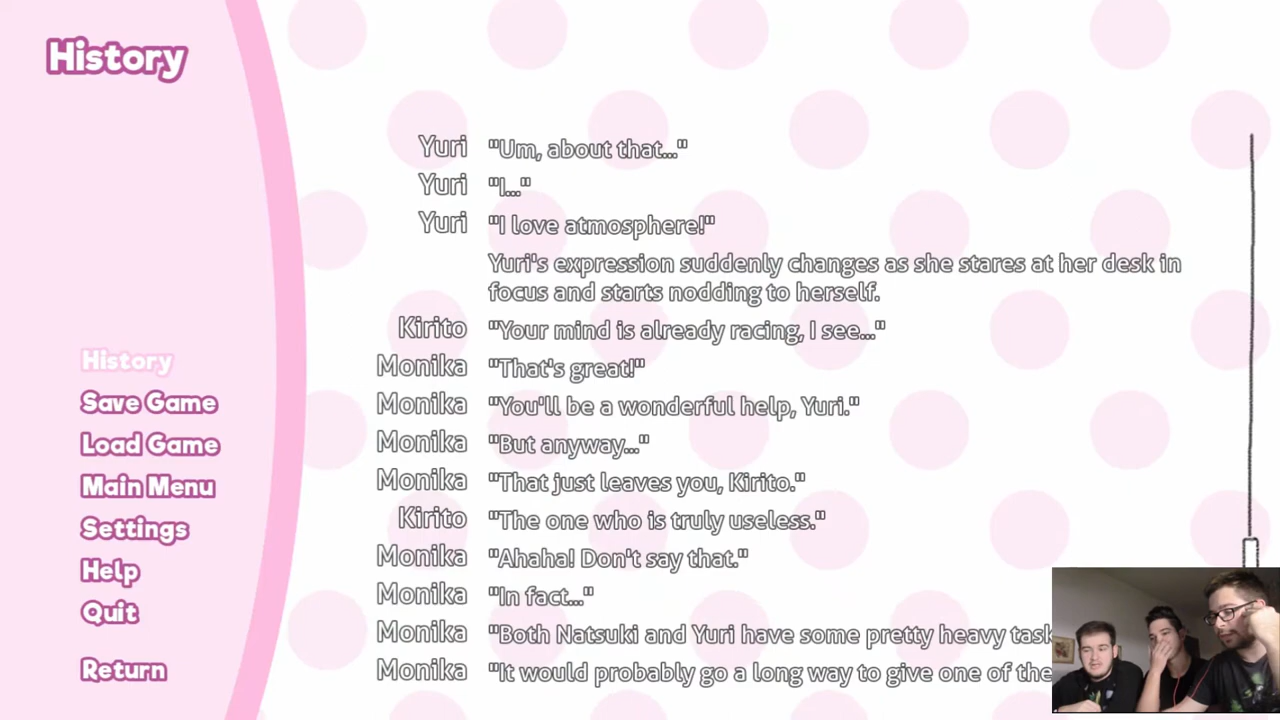 History
Yuri "Um, about that..."
Yuri "I..."
Yuri "I love atmosphere!"
Yuri's expression suddenly changes as she stares at her desk in
focus and starts nodding to herself.
Kirito "Your mind is already racing, I see..."
Monika "That's great!"
Monika "You'll be a wonderful help, Yuri."
Monika "But anyway..."
Monika "That just leaves you, Kirito."
Kirito "The one who is truly useless."
Monika "Ahaha! Don't say that."
Monika "In fact..."
Monika "Both Natsuki and Yuri have some pretty heavy task
Monika "It would probably go a long way to give one of the
History
Save Game
Load Game
Main Menu
Settings
Help
Quit
Return